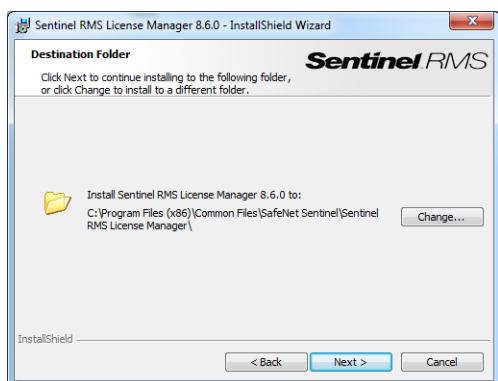 Sentinel RMS License Manager 8.6.0 - InstallShield Wizard
Destination Folder
Sentinel RMS
Click Next to continue installing to the following folder,
or click Change to install to a different folder.
Install Sentinel RMS License Manager 8.6.0 to:
C:\Program Files (x86)\Common Files\SafeNet Sentinel\Sentinel
RMS License Manager\
Change...
InstallShield
< Back
Next >
Cancel